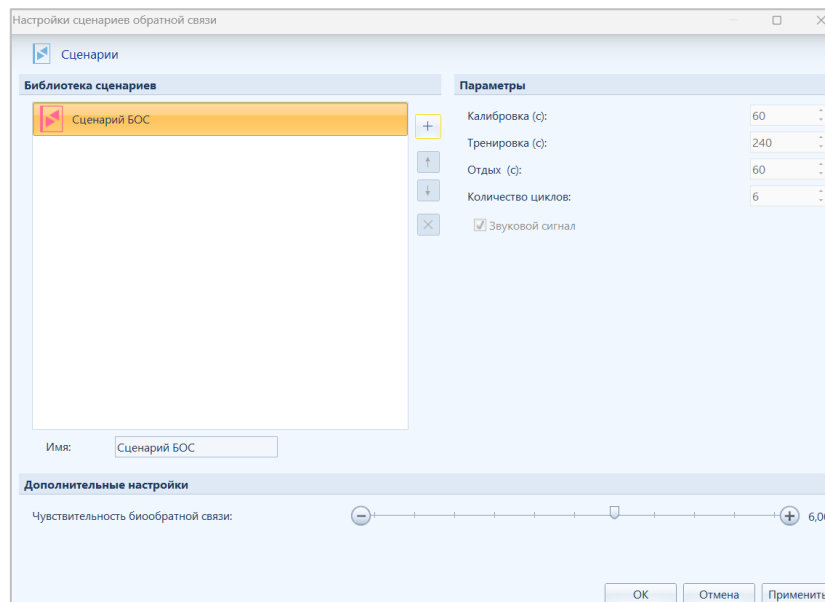 Настройки сценариев обратной связи
Сценарии
Библиотека сценариев
Сценарий БОС
Имя:
Сценарий БОС
Параметры
Калибровка (с):
60
Тренировка (с):
240
Отдых (с):
60
Количество циклов:
6
Звуковой сигнал
Дополнительные настройки
Чувствительность биообратной связи:
6,00
ОК
Отмена
Применить